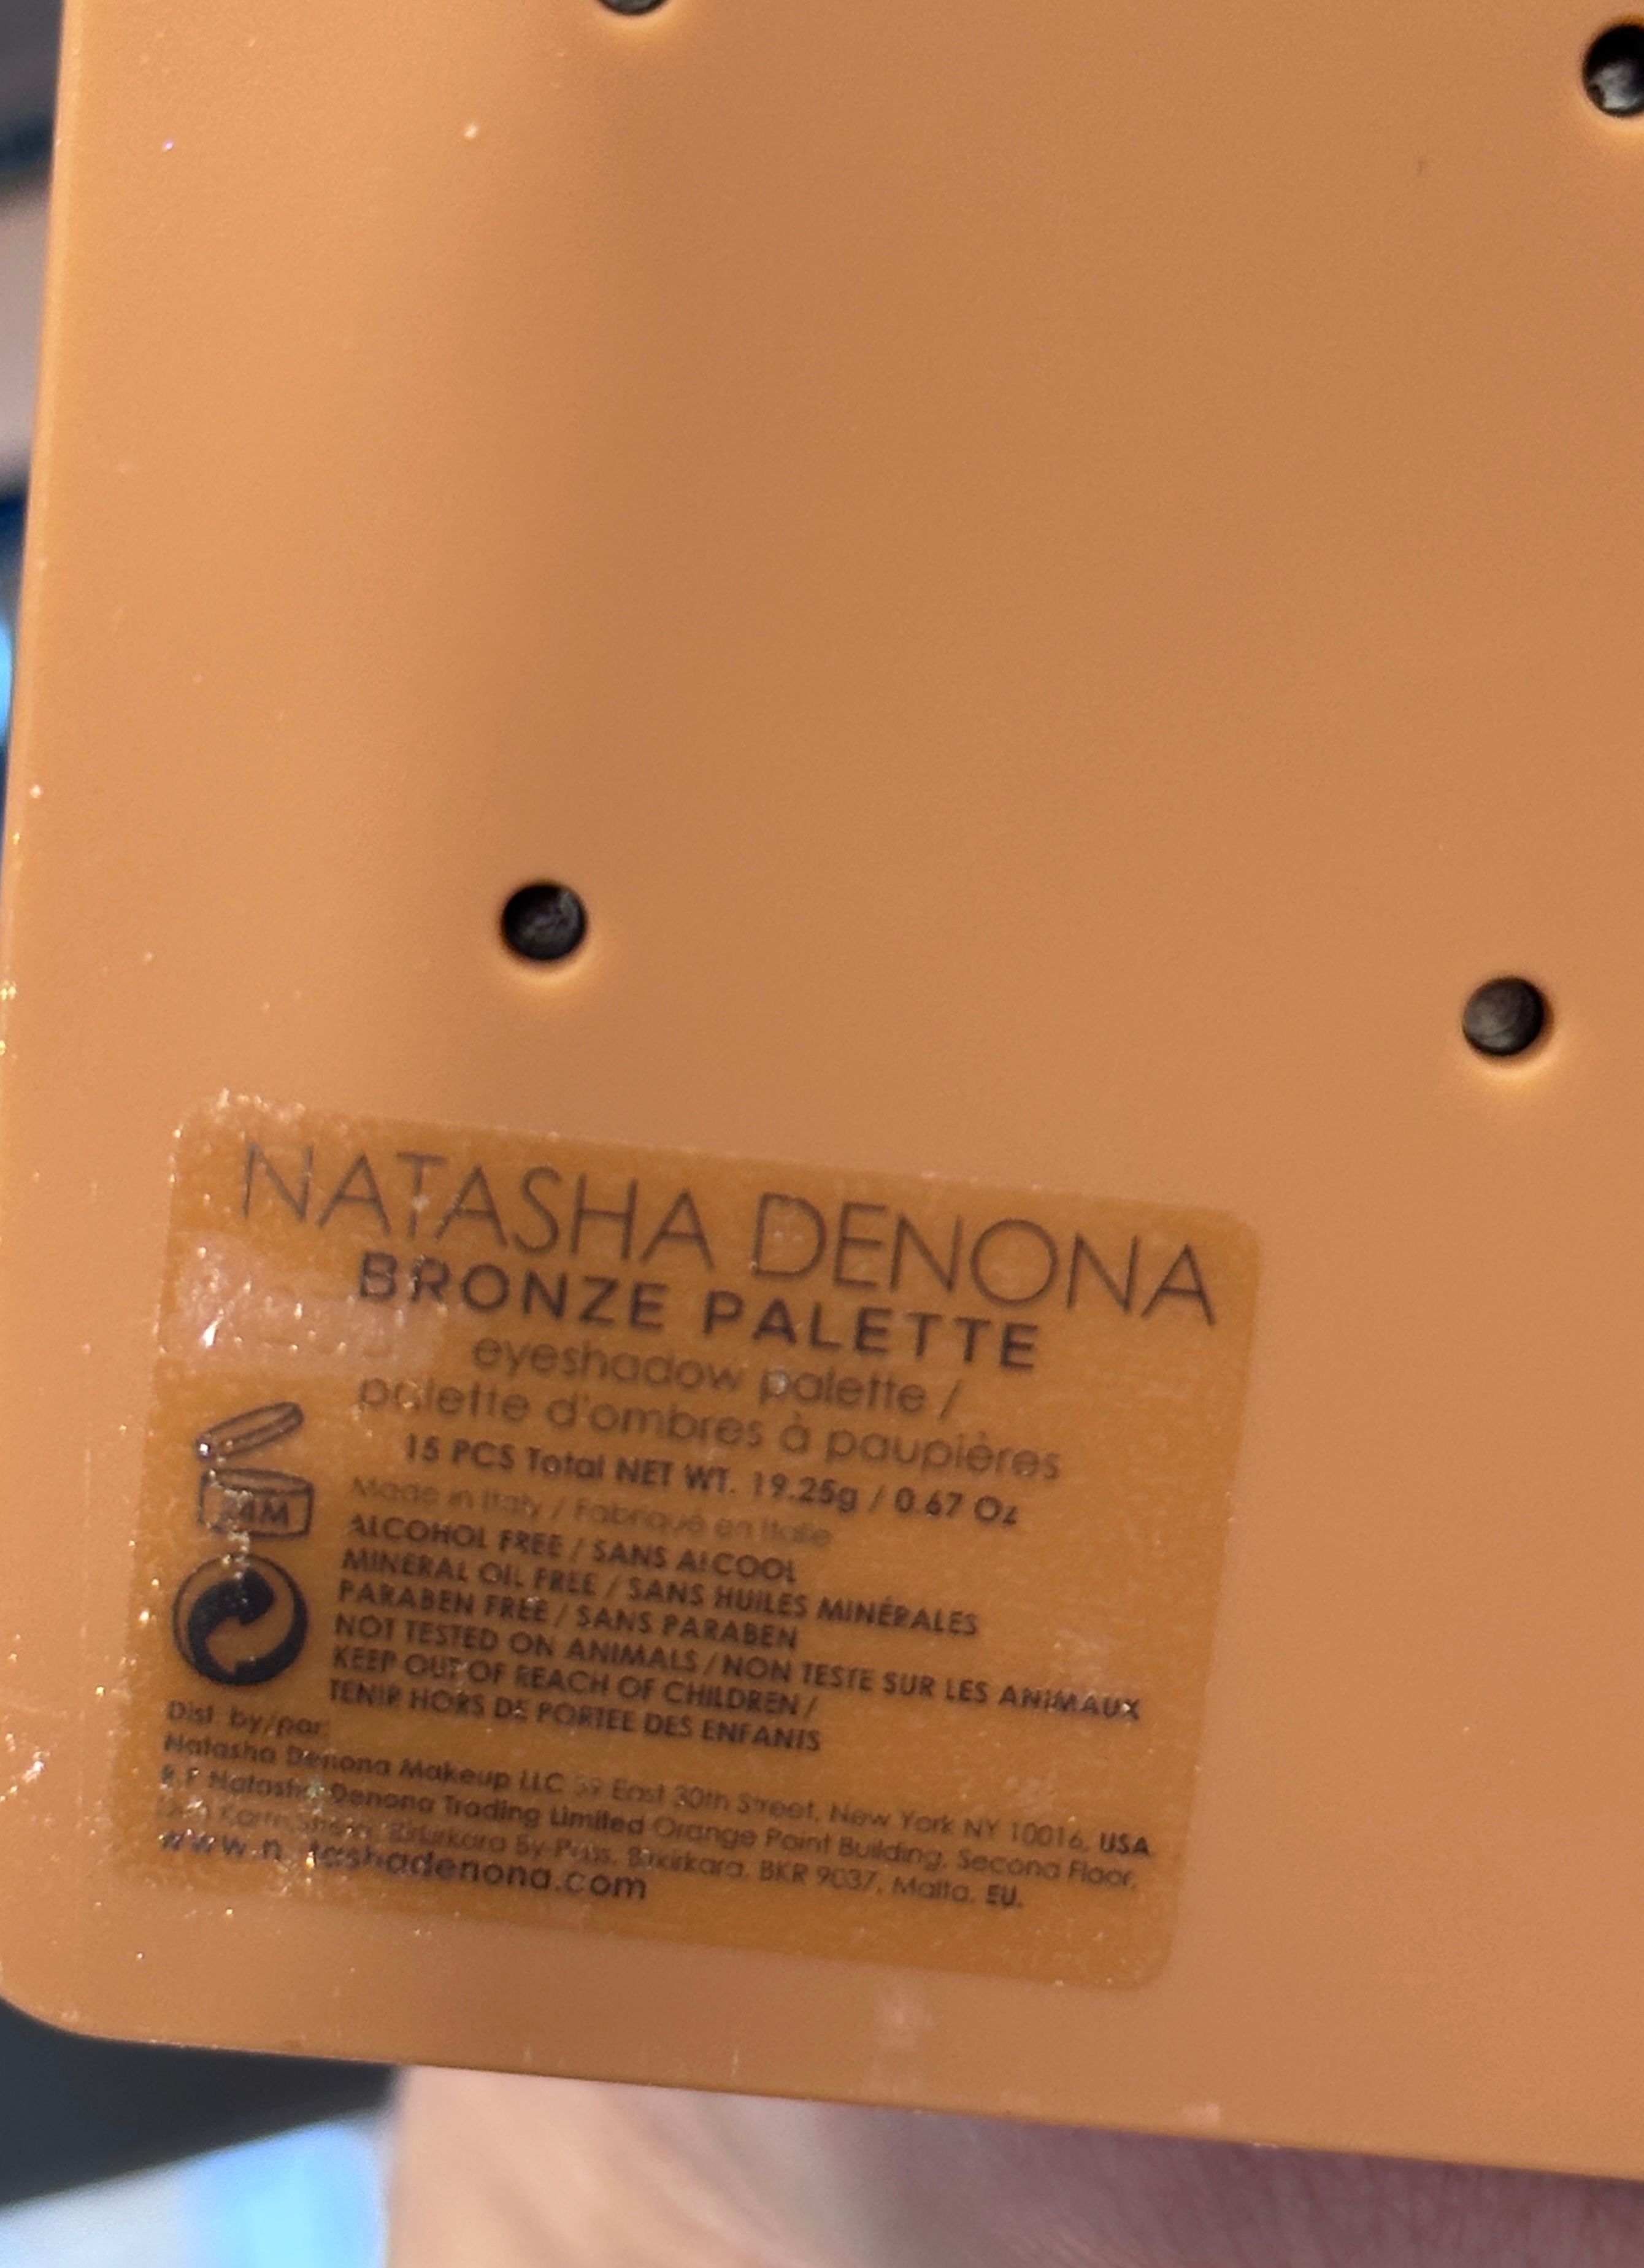 NATASHA DENONA
BRONZE PALETTE
eyeshadow palette /
palette d'ombres à paupières
15 PCS Total NET WT. 19.25g / 0.67 Oz
Made in Italy / Fabriqué en Italie
24M
ALCOHOL FREE / SANS ALCOOL
MINERAL OIL FREE / SANS HUILES MINÉRALES
PARABEN FREE / SANS PARABEN
NOT TESTED ON ANIMALS / NON TESTE SUR LES ANIMAUX
KEEP OUT OF REACH OF CHILDREN /
TENIR HORS DE PORTEE DES ENFANTS
Dist by/par:
Natasha Denona Makeup LLC 39 East 30th Street, New York NY 10016, USA
Natasha Denona Trading Limited Orange Point Building, Second Floor,
Birkirkara By-Pass, Birkirkara, BKR 9037, Malta, EU.
www.natashadenona.com